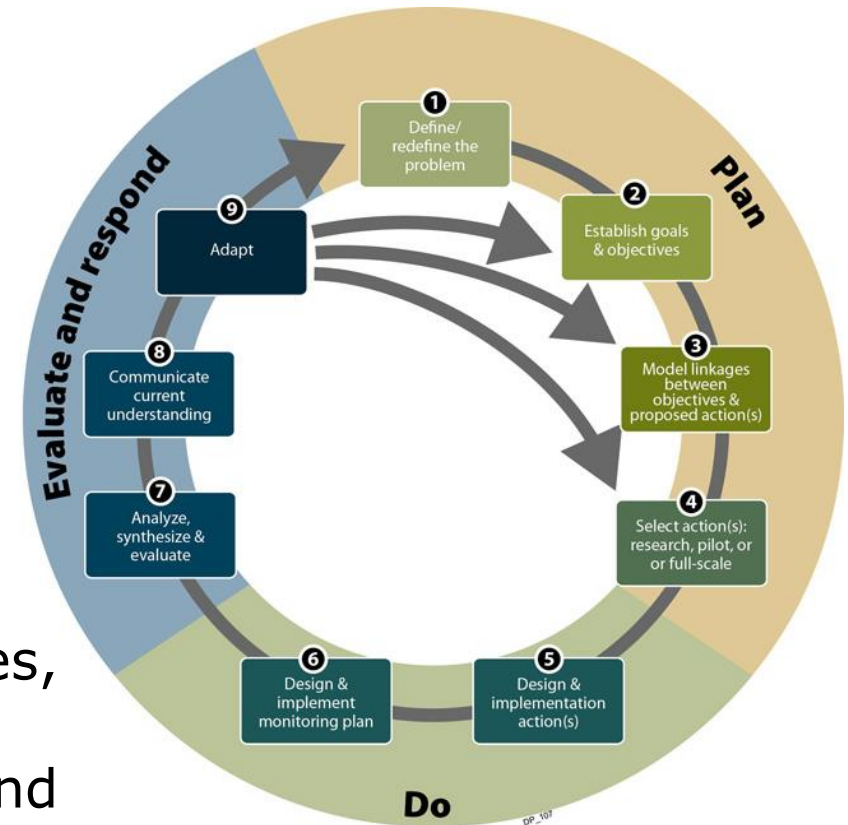 Plan
1
Define/
redefine the
problem
2
Establish goals
& objectives
3
Model linkages
between
objectives &
proposed action(s)
4
Select action(s):
research, pilot, or
or full-scale
Do
5
Design &
implementation
action(s)
6
Design &
implement
monitoring plan
Evaluate and respond
7
Analyze,
synthesize &
evaluate
8
Communicate
current
understanding
9
Adapt
es,
nd
DP_107